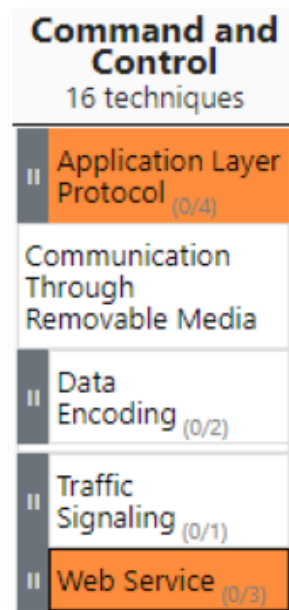 Command and
Control
16 techniques
Application Layer
Protocol (0/4)
Communication
Through
Removable Media
Data
Encoding (0/2)
Traffic
Signaling (0/1)
Web Service (0/3)